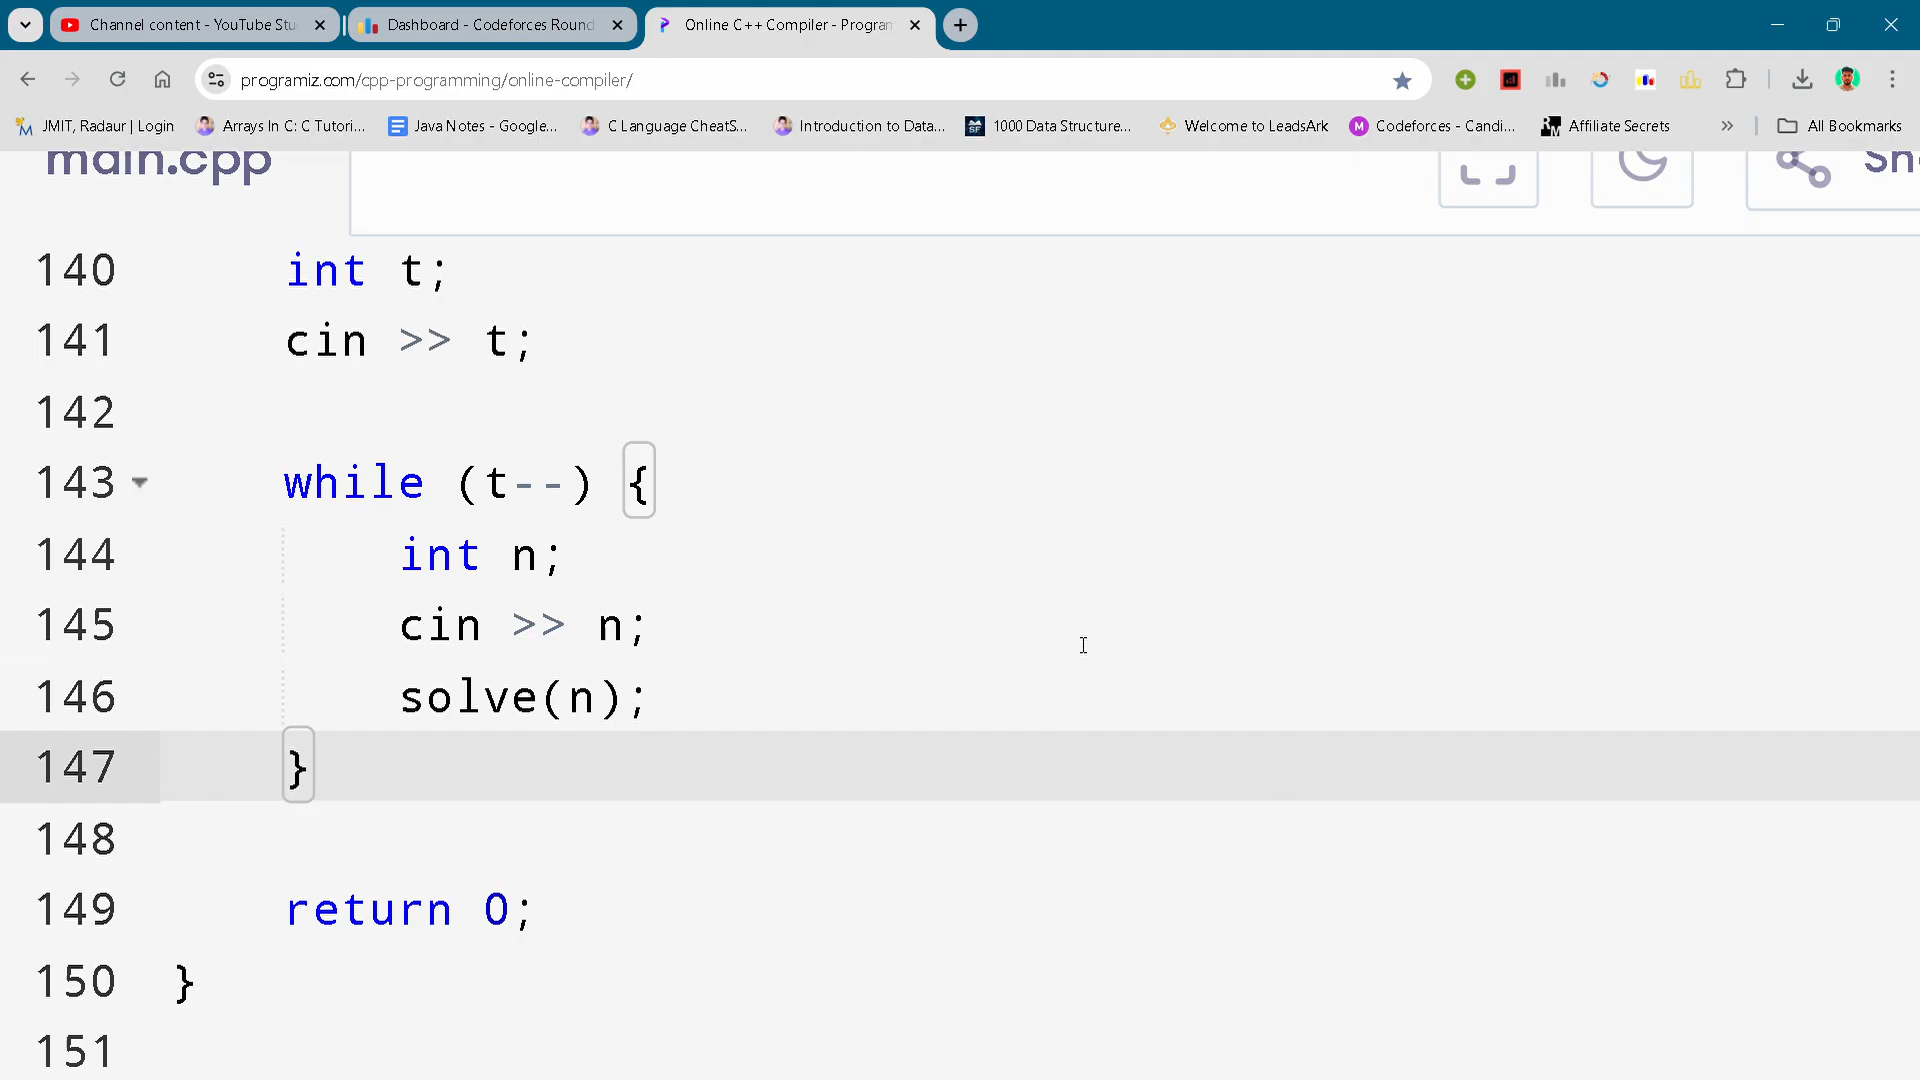 Channel content - YouTube Stu
Dashboard - Codeforces Round
Online C++ Compiler - Program
programiz.com/cpp-programming/online-compiler/
JMIT, Radaur | Login
Arrays In C: C Tutori...
Java Notes - Google...
C Language CheatS...
Introduction to Data...
1000 Data Structure...
Welcome to LeadsArk
Codeforces - Candi...
Affiliate Secrets
»
All Bookmarks
main.cpp
140 int t;
141 cin >> t;
142
143 while (t--) {
144 int n;
145 cin >> n;
146 solve(n);
147 }
148
149 return 0;
150 }
151